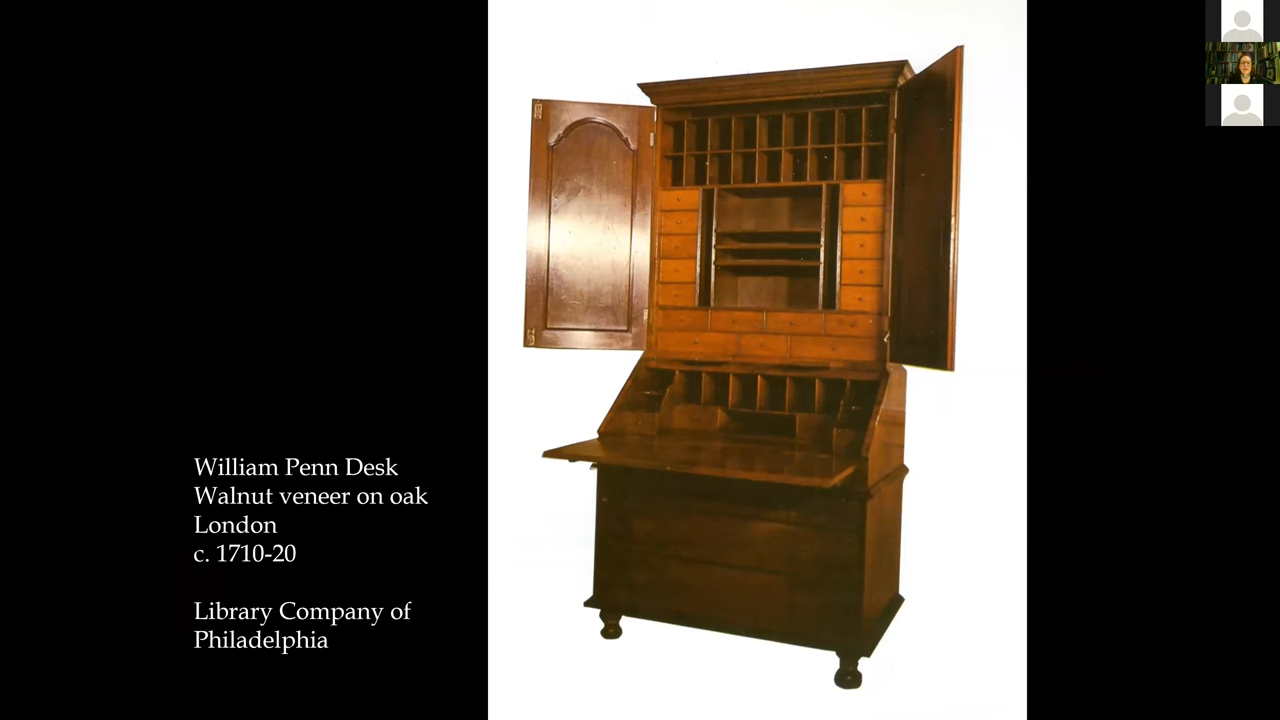 William Penn Desk
Walnut veneer on oak
London
c. 1710-20
Library Company of
Philadelphia